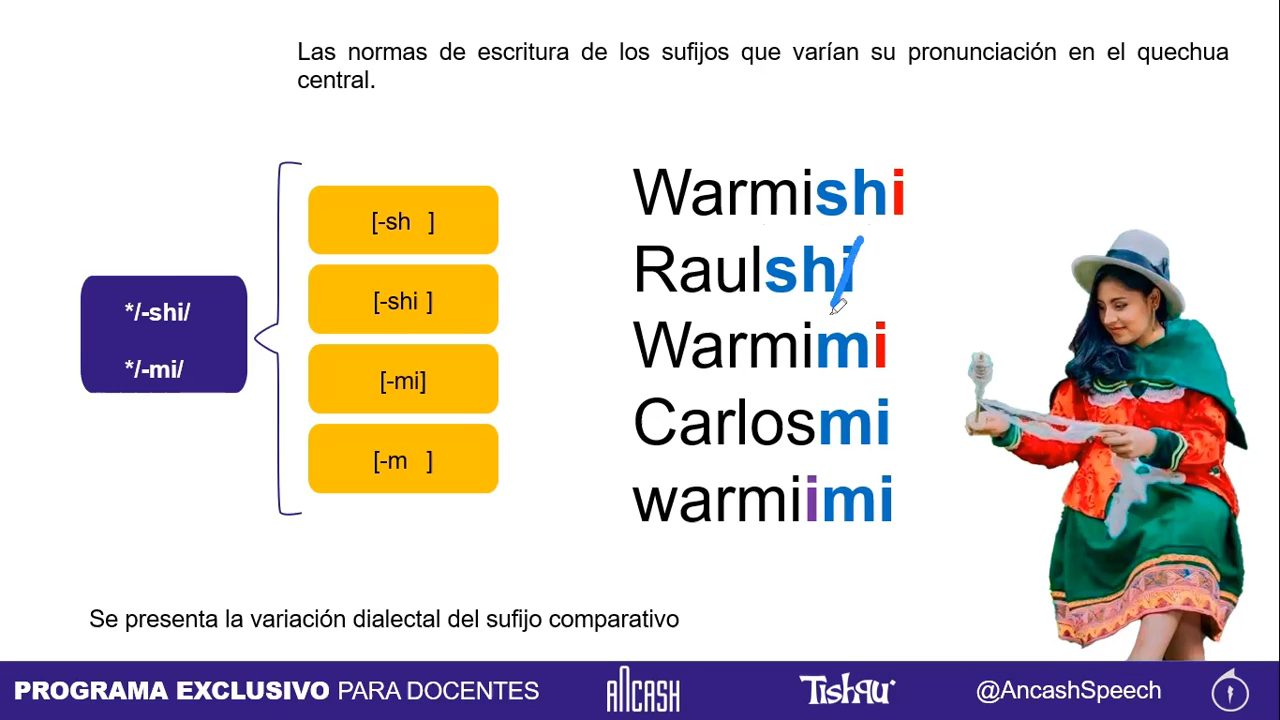 Las normas de escritura de los sufijos que varían su pronunciación en el quechua
central.
*/-shi/
*/-mi/
[-sh ]
[-shi ]
[-mi]
[-m ]
Warmishi
Raulshi
Warmimi
Carlosmi
warmiimi
Se presenta la variación dialectal del sufijo comparativo
PROGRAMA EXCLUSIVO PARA DOCENTES
ANCASH
TISHQU
@AncashSpeech